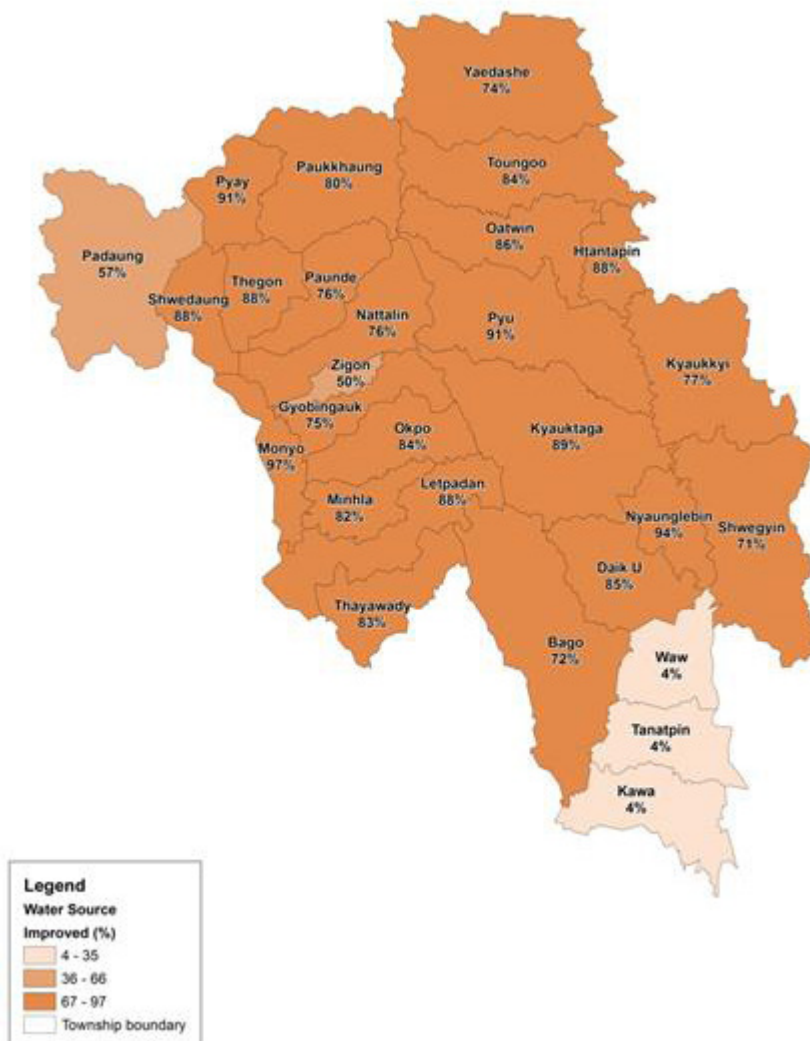 Yaedashe
74%
Paukkhaung
80%
Toungoo
84%
Pyay
91%
Oatwin
86%
Htantapin
88%
Padaung
57%
Thegon
88%
Paunde
76%
Shwedaung
88%
Nattalin
76%
Pyu
91%
Kyaukkyi
77%
Zigon
50%
Gyobingauk
75%
Okpo
84%
Kyauktaga
89%
Monyo
97%
Letpadan
88%
Minhla
82%
Nyaunglebin
94%
Shwegyin
71%
Daik U
85%
Thayawady
83%
Bago
72%
Waw
4%
Tanatpin
4%
Kawa
4%
Legend
Water Source
Improved (%)
4 - 35
36 - 66
67 - 97
Township boundary